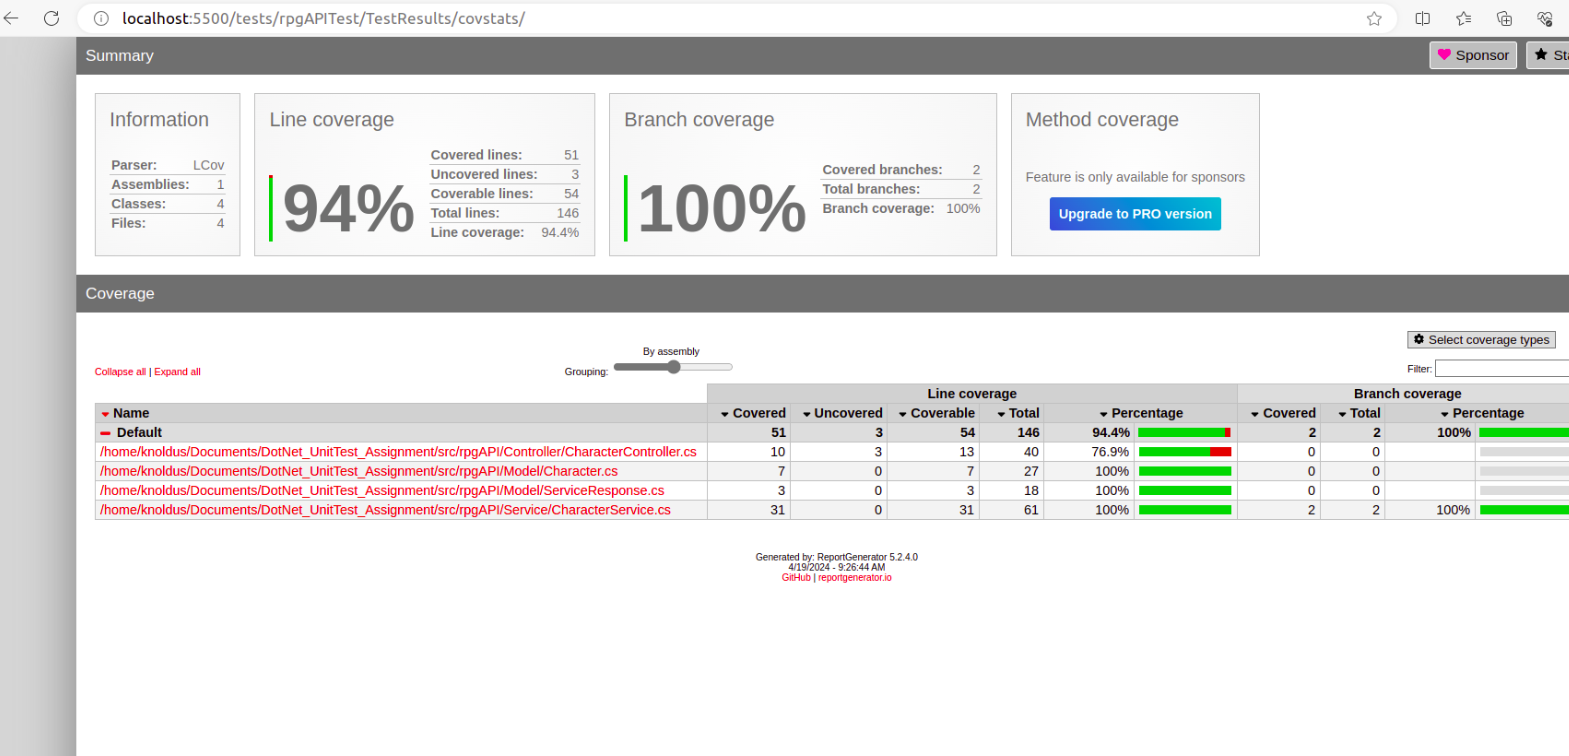 localhost:5500/tests/rpgAPITest/TestResults/covstats/
Summary
Sponsor
Information
Parser: LCov
Assemblies: 1
Classes: 4
Files: 4
Line coverage
94%
Covered lines: 51
Uncovered lines: 3
Coverable lines: 54
Total lines: 146
Line coverage: 94.4%
Branch coverage
100%
Covered branches: 2
Total branches: 2
Branch coverage: 100%
Method coverage
Feature is only available for sponsors
Upgrade to PRO version
Coverage
Select coverage types
Collapse all | Expand all
By assembly
Grouping:
Filter:
Line coverage Branch coverage
Name Covered Uncovered Coverable Total Percentage Covered Total Percentage
Default 51 3 54 146 94.4% 2 2 100%
/home/knoldus/Documents/DotNet_UnitTest_Assignment/src/rpgAPI/Controller/CharacterController.cs 10 3 13 40 76.9% 0 0
/home/knoldus/Documents/DotNet_UnitTest_Assignment/src/rpgAPI/Model/Character.cs 7 0 7 27 100% 0 0
/home/knoldus/Documents/DotNet_UnitTest_Assignment/src/rpgAPI/Model/ServiceResponse.cs 3 0 3 18 100% 0 0
/home/knoldus/Documents/DotNet_UnitTest_Assignment/src/rpgAPI/Service/CharacterService.cs 31 0 31 61 100% 2 2 100%
Generated by: ReportGenerator 5.2.4.0
4/19/2024 - 9:26:44 AM
GitHub | reportgenerator.io